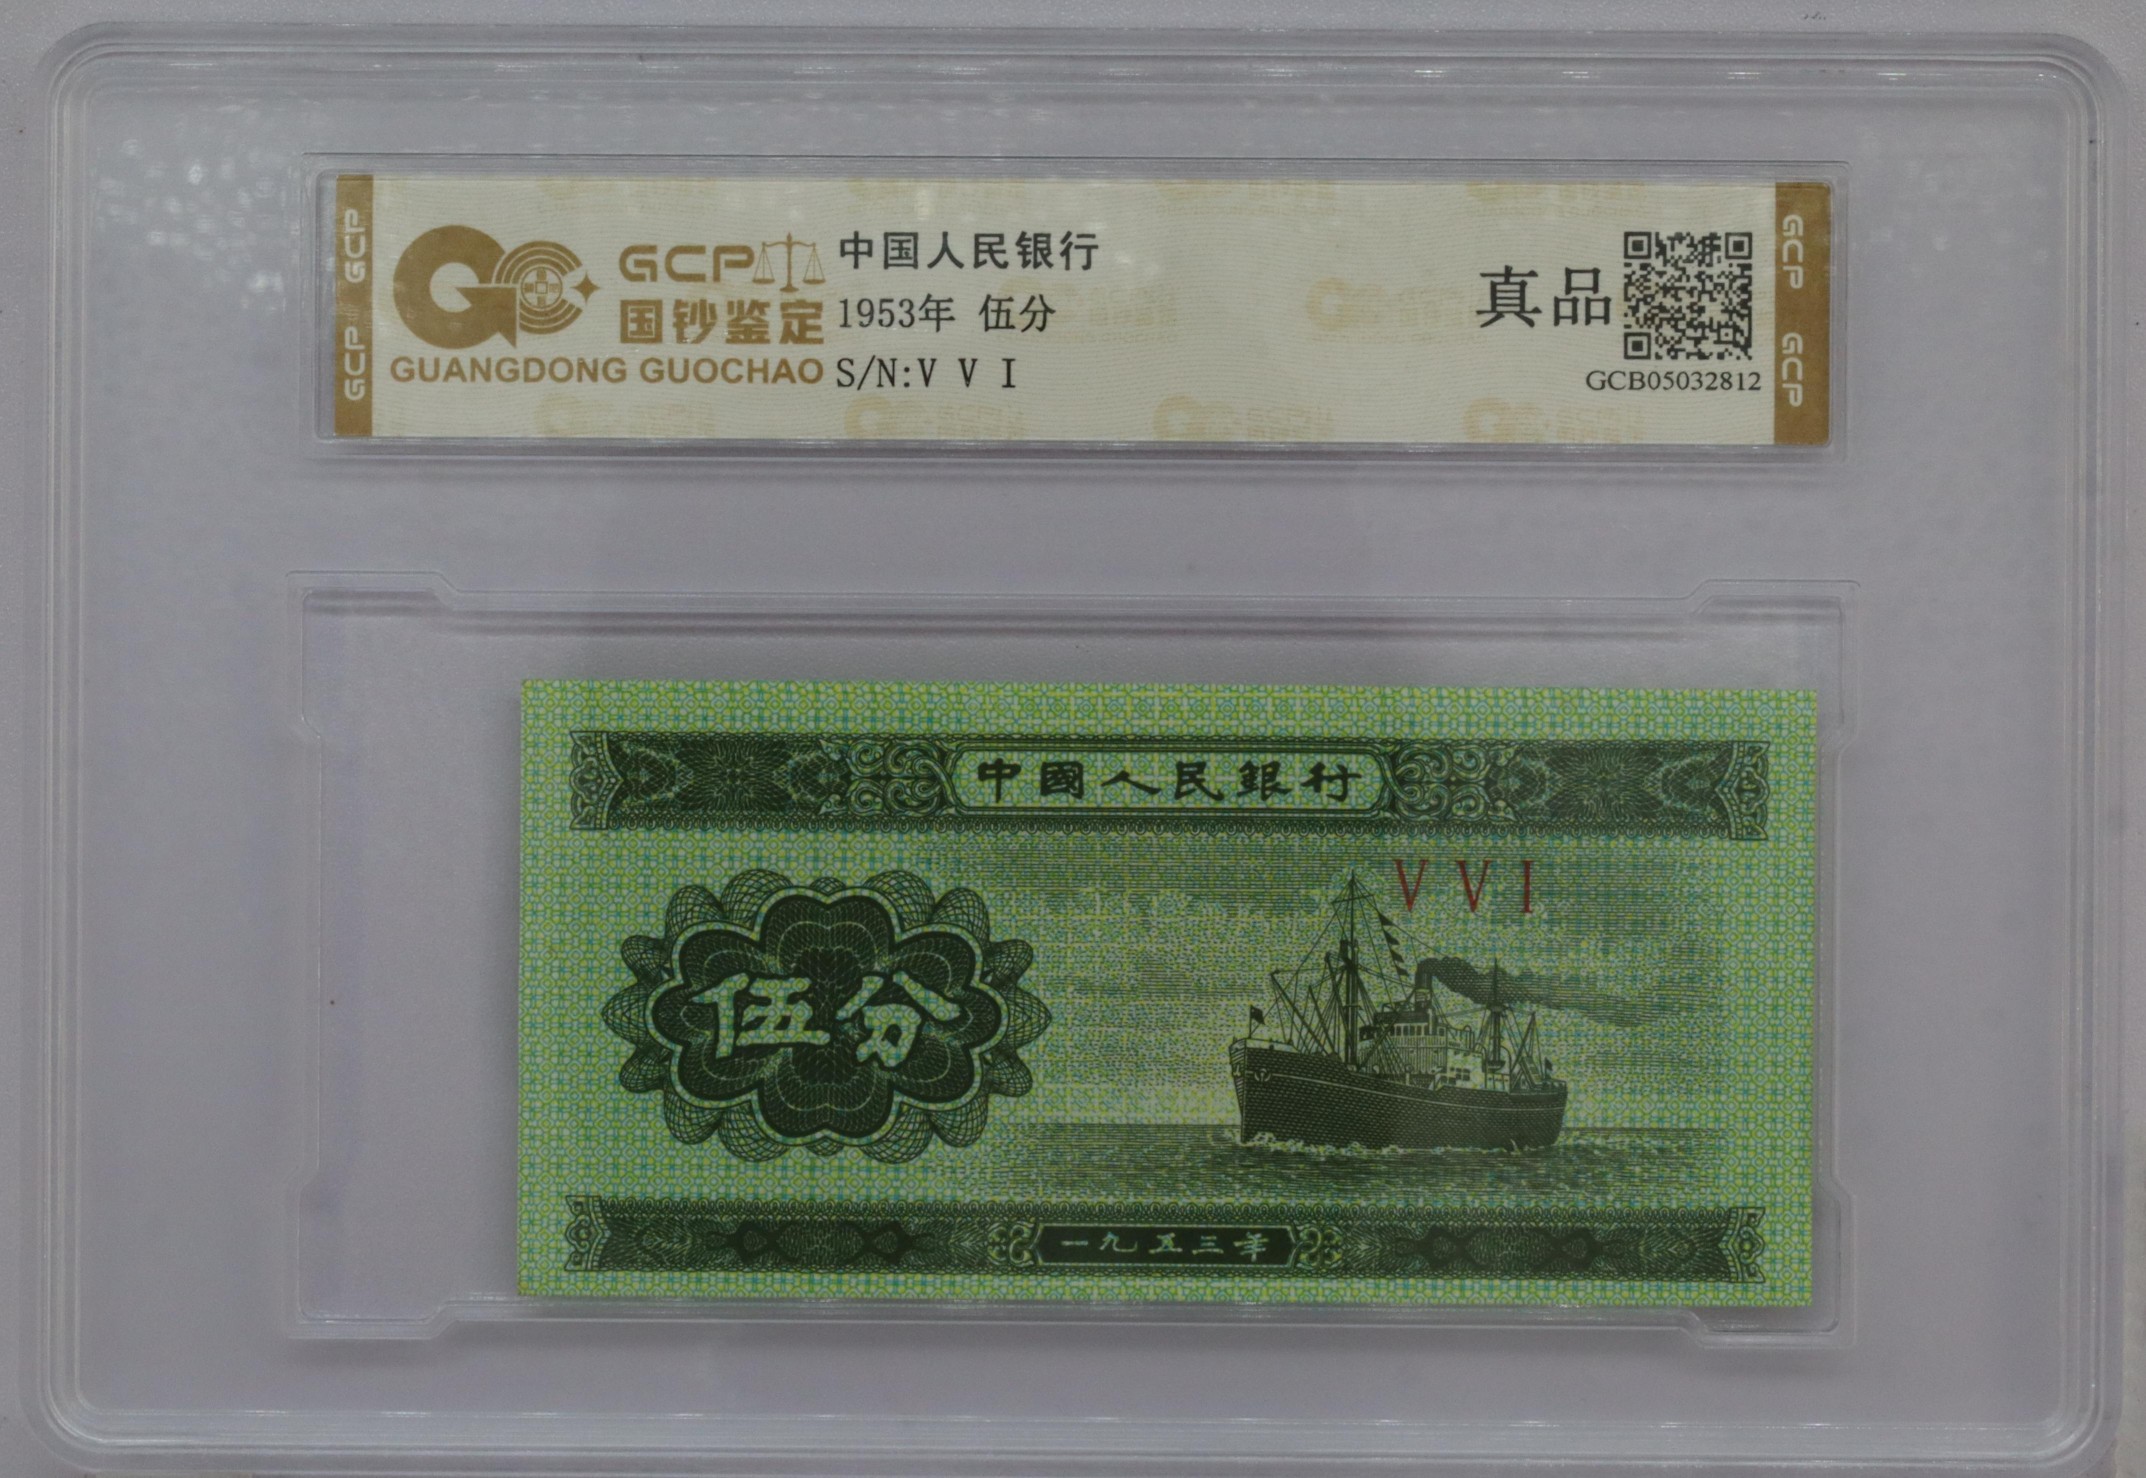 GCP GCP
GCP
国钞鉴定
GUANGDONG GUOCHAO
中国人民银行
1953年 伍分
S/N:V V I
真品
GCB05032812
GCP GCP
中國人民銀行
V V I
伍分
一九五三年